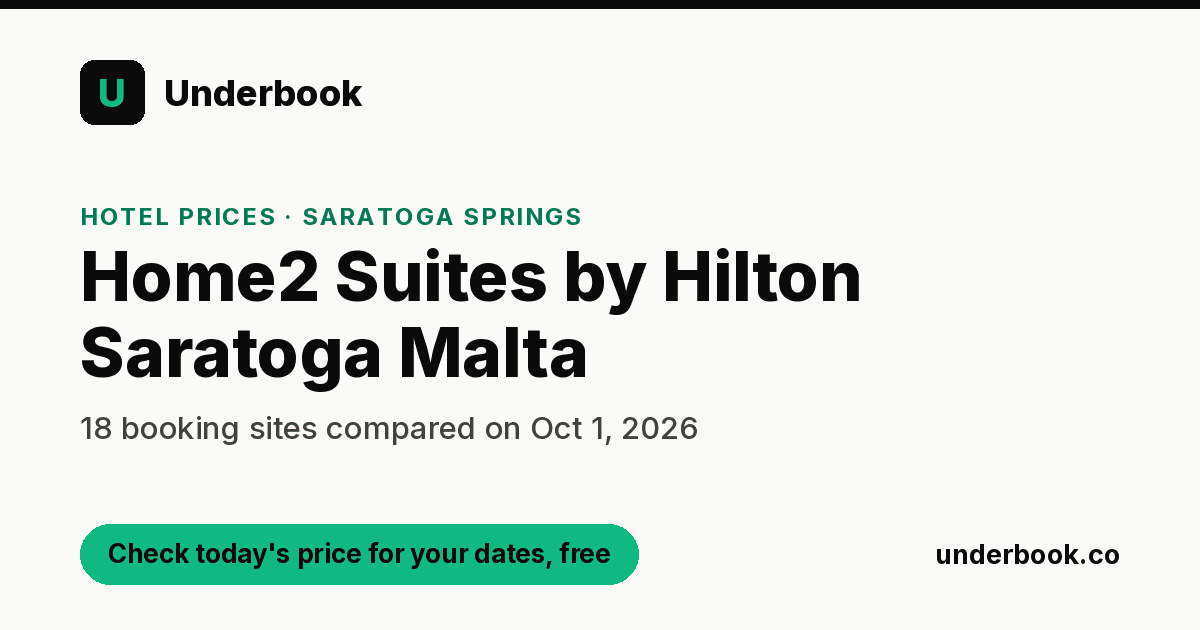 U Underbook
HOTEL PRICES · SARATOGA SPRINGS
Home2 Suites by Hilton
Saratoga Malta
18 booking sites compared on Oct 1, 2026
Check today's price for your dates, free
underbook.co